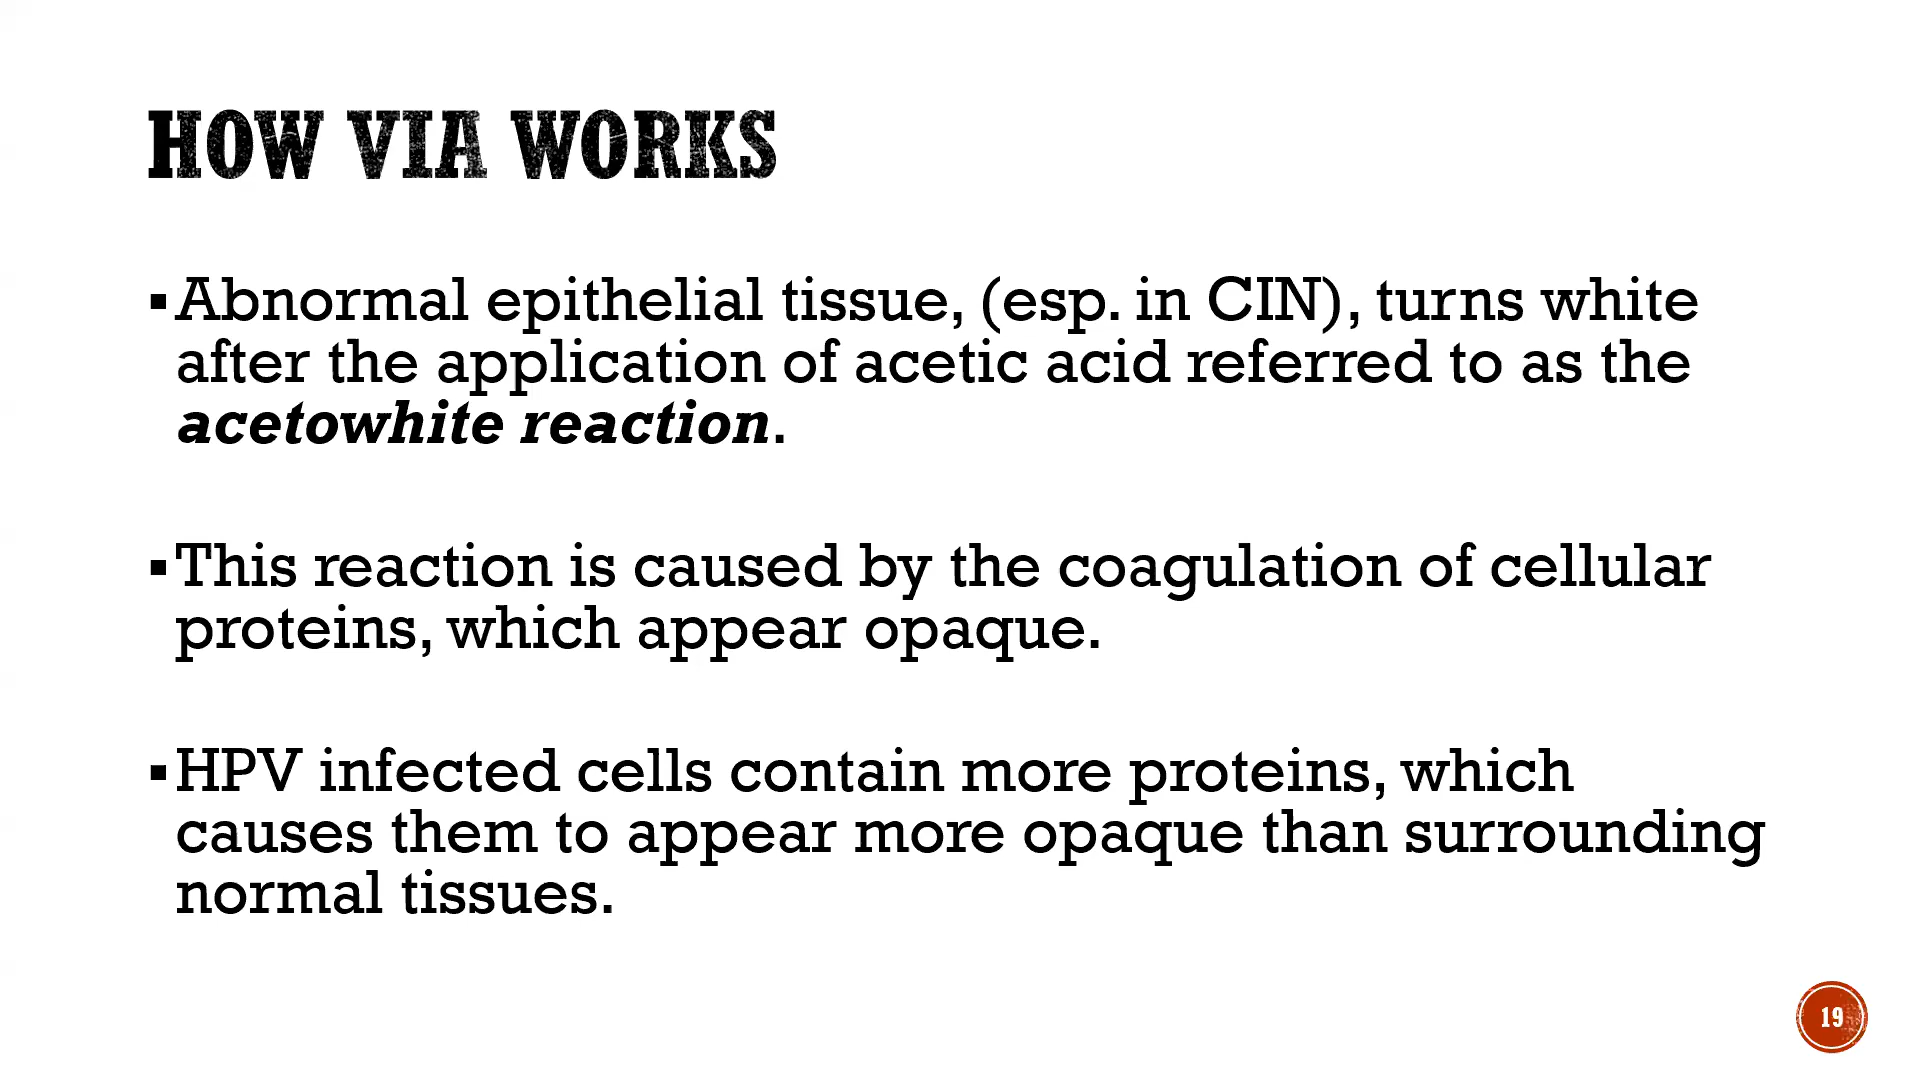 HOW VIA WORKS
▪Abnormal epithelial tissue, (esp. in CIN), turns white
after the application of acetic acid referred to as the
acetowhite reaction.
▪This reaction is caused by the coagulation of cellular
proteins, which appear opaque.
▪HPV infected cells contain more proteins, which
causes them to appear more opaque than surrounding
normal tissues.
19